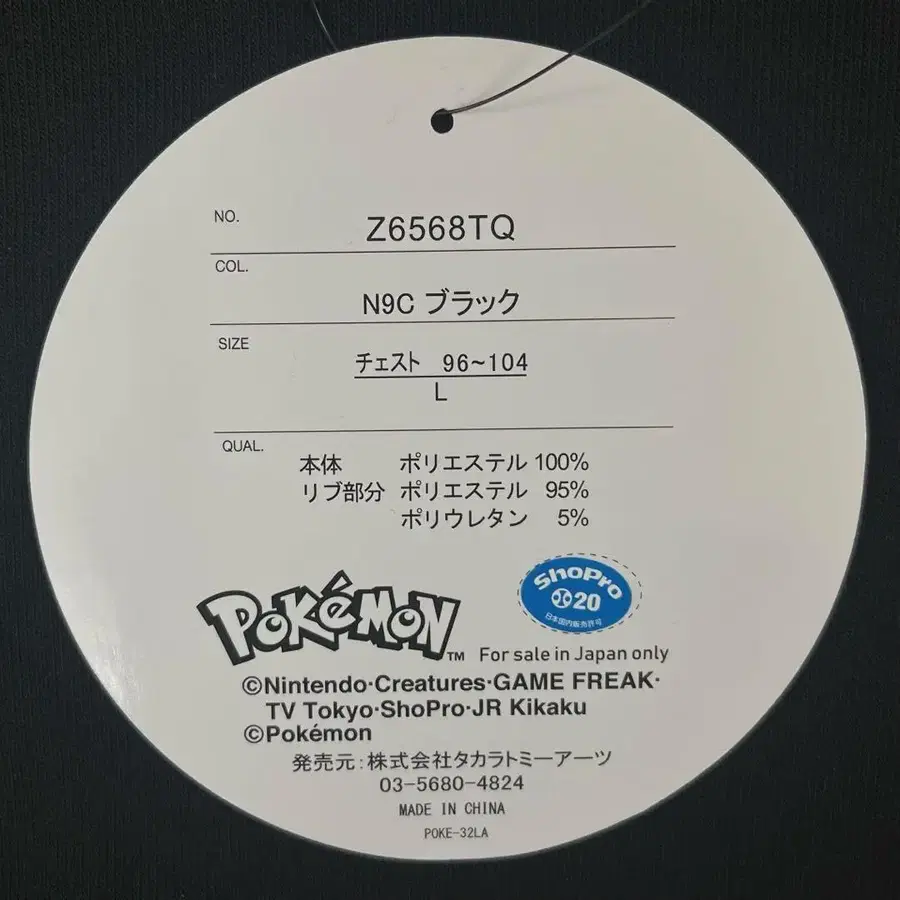 NO.
Z6568TQ
COL.
N9C ブラック
SIZE
チェスト 96~104
L
QUAL.
本体 ポリエステル 100%
リブ部分 ポリエステル 95%
ポリウレタン 5%
ShoPro
20
日本国内販売許可
POKéMON TM For sale in Japan only
©Nintendo·Creatures·GAME FREAK·
TV Tokyo·ShoPro·JR Kikaku
©Pokémon
発売元:株式会社タカラトミーアーツ
03-5680-4824
MADE IN CHINA
POKE-32LA